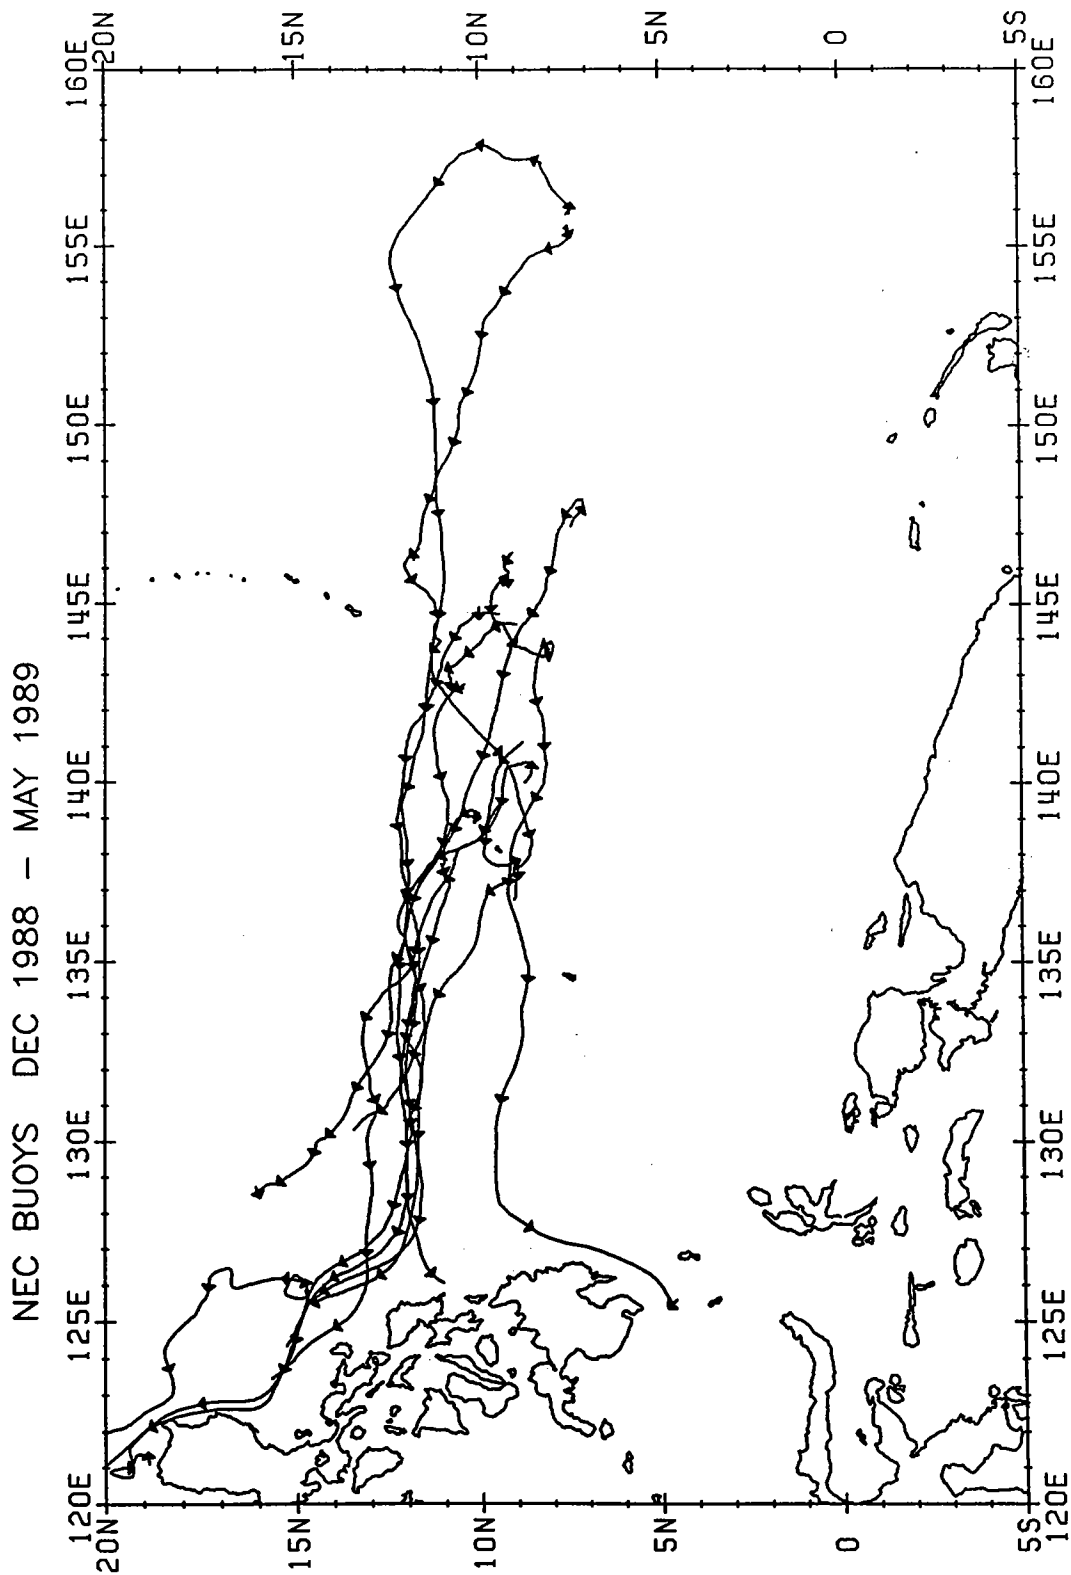 NEC BUOYS DEC 1988 – MAY 1989
120E 125E 130E 135E 140E 145E 150E 155E 160E
20N 20N
15N 15N
10N 10N
5N 5N
0 0
5S 5S
120E 125E 130E 135E 140E 145E 150E 155E 160E